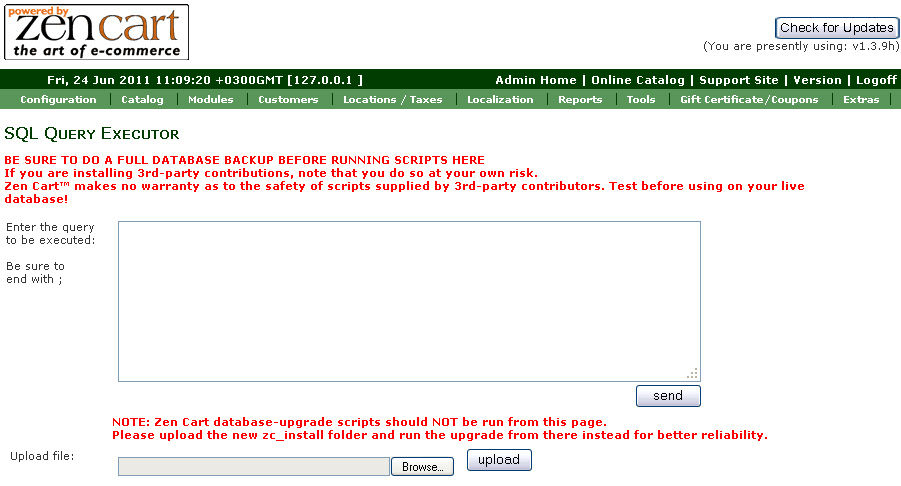 powered by
zen cart
the art of e-commerce
Check for Updates
(You are presently using: v1.3.9h)
Fri, 24 Jun 2011 11:09:20 +0300GMT [127.0.0.1 ]
Admin Home | Online Catalog | Support Site | Version | Logoff
Configuration | Catalog | Modules | Customers | Locations / Taxes | Localization | Reports | Tools | Gift Certificate/Coupons | Extras |
SQL QUERY EXECUTOR
BE SURE TO DO A FULL DATABASE BACKUP BEFORE RUNNING SCRIPTS HERE
If you are installing 3rd-party contributions, note that you do so at your own risk.
Zen Cart™ makes no warranty as to the safety of scripts supplied by 3rd-party contributors. Test before using on your live
database!
Enter the query
to be executed:
Be sure to
end with ;
send
NOTE: Zen Cart database-upgrade scripts should NOT be run from this page.
Please upload the new zc_install folder and run the upgrade from there instead for better reliability.
Upload file:
Browse...
upload